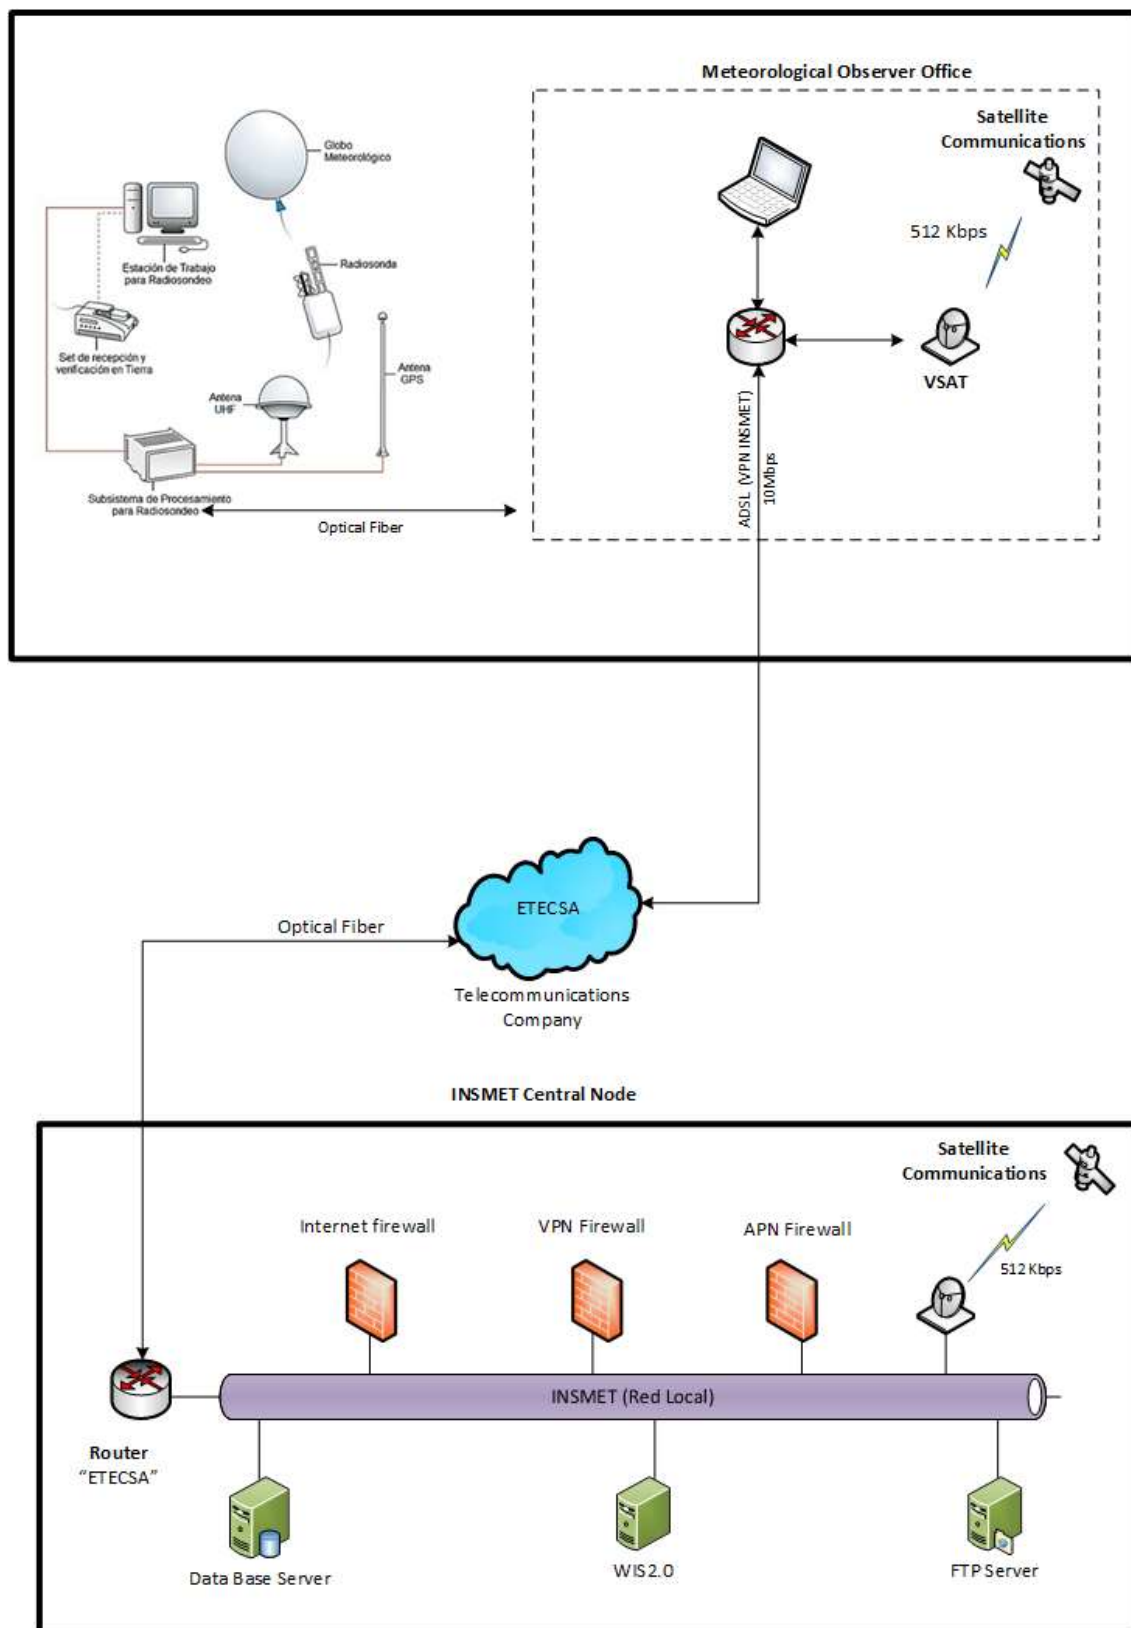 Meteorological Observer Office
Satellite
Communications
512 Kbps
VSAT
ADSL (VPN INSMET)
10Mbps
Globo
Meteorológico
Estación de Trabajo
para Radiosondeo
Radiosonda
Set de recepción y
verificación en Tierra
Antena
UHF
Antena
GPS
Subsistema de Procesamiento
para Radiosondeo
Optical Fiber
ETECSA
Optical Fiber
Telecommunications
Company
INSMET Central Node
Satellite
Communications
Internet firewall
VPN Firewall
APN Firewall
512 Kbps
INSMET (Red Local)
Router
“ETECSA”
Data Base Server
WIS2.0
FTP Server